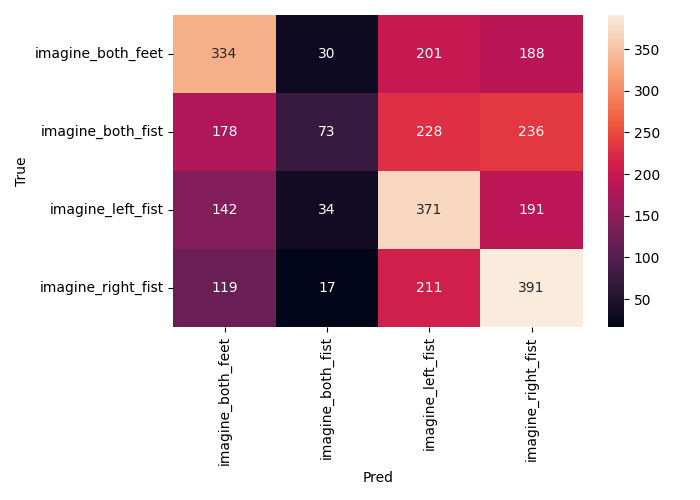 imagine_both_feet 334 30 201 188
imagine_both_fist 178 73 228 236
imagine_left_fist 142 34 371 191
imagine_right_fist 119 17 211 391
True
imagine_both_feet
imagine_both_fist
imagine_left_fist
imagine_right_fist
Pred
350
300
250
200
150
100
50